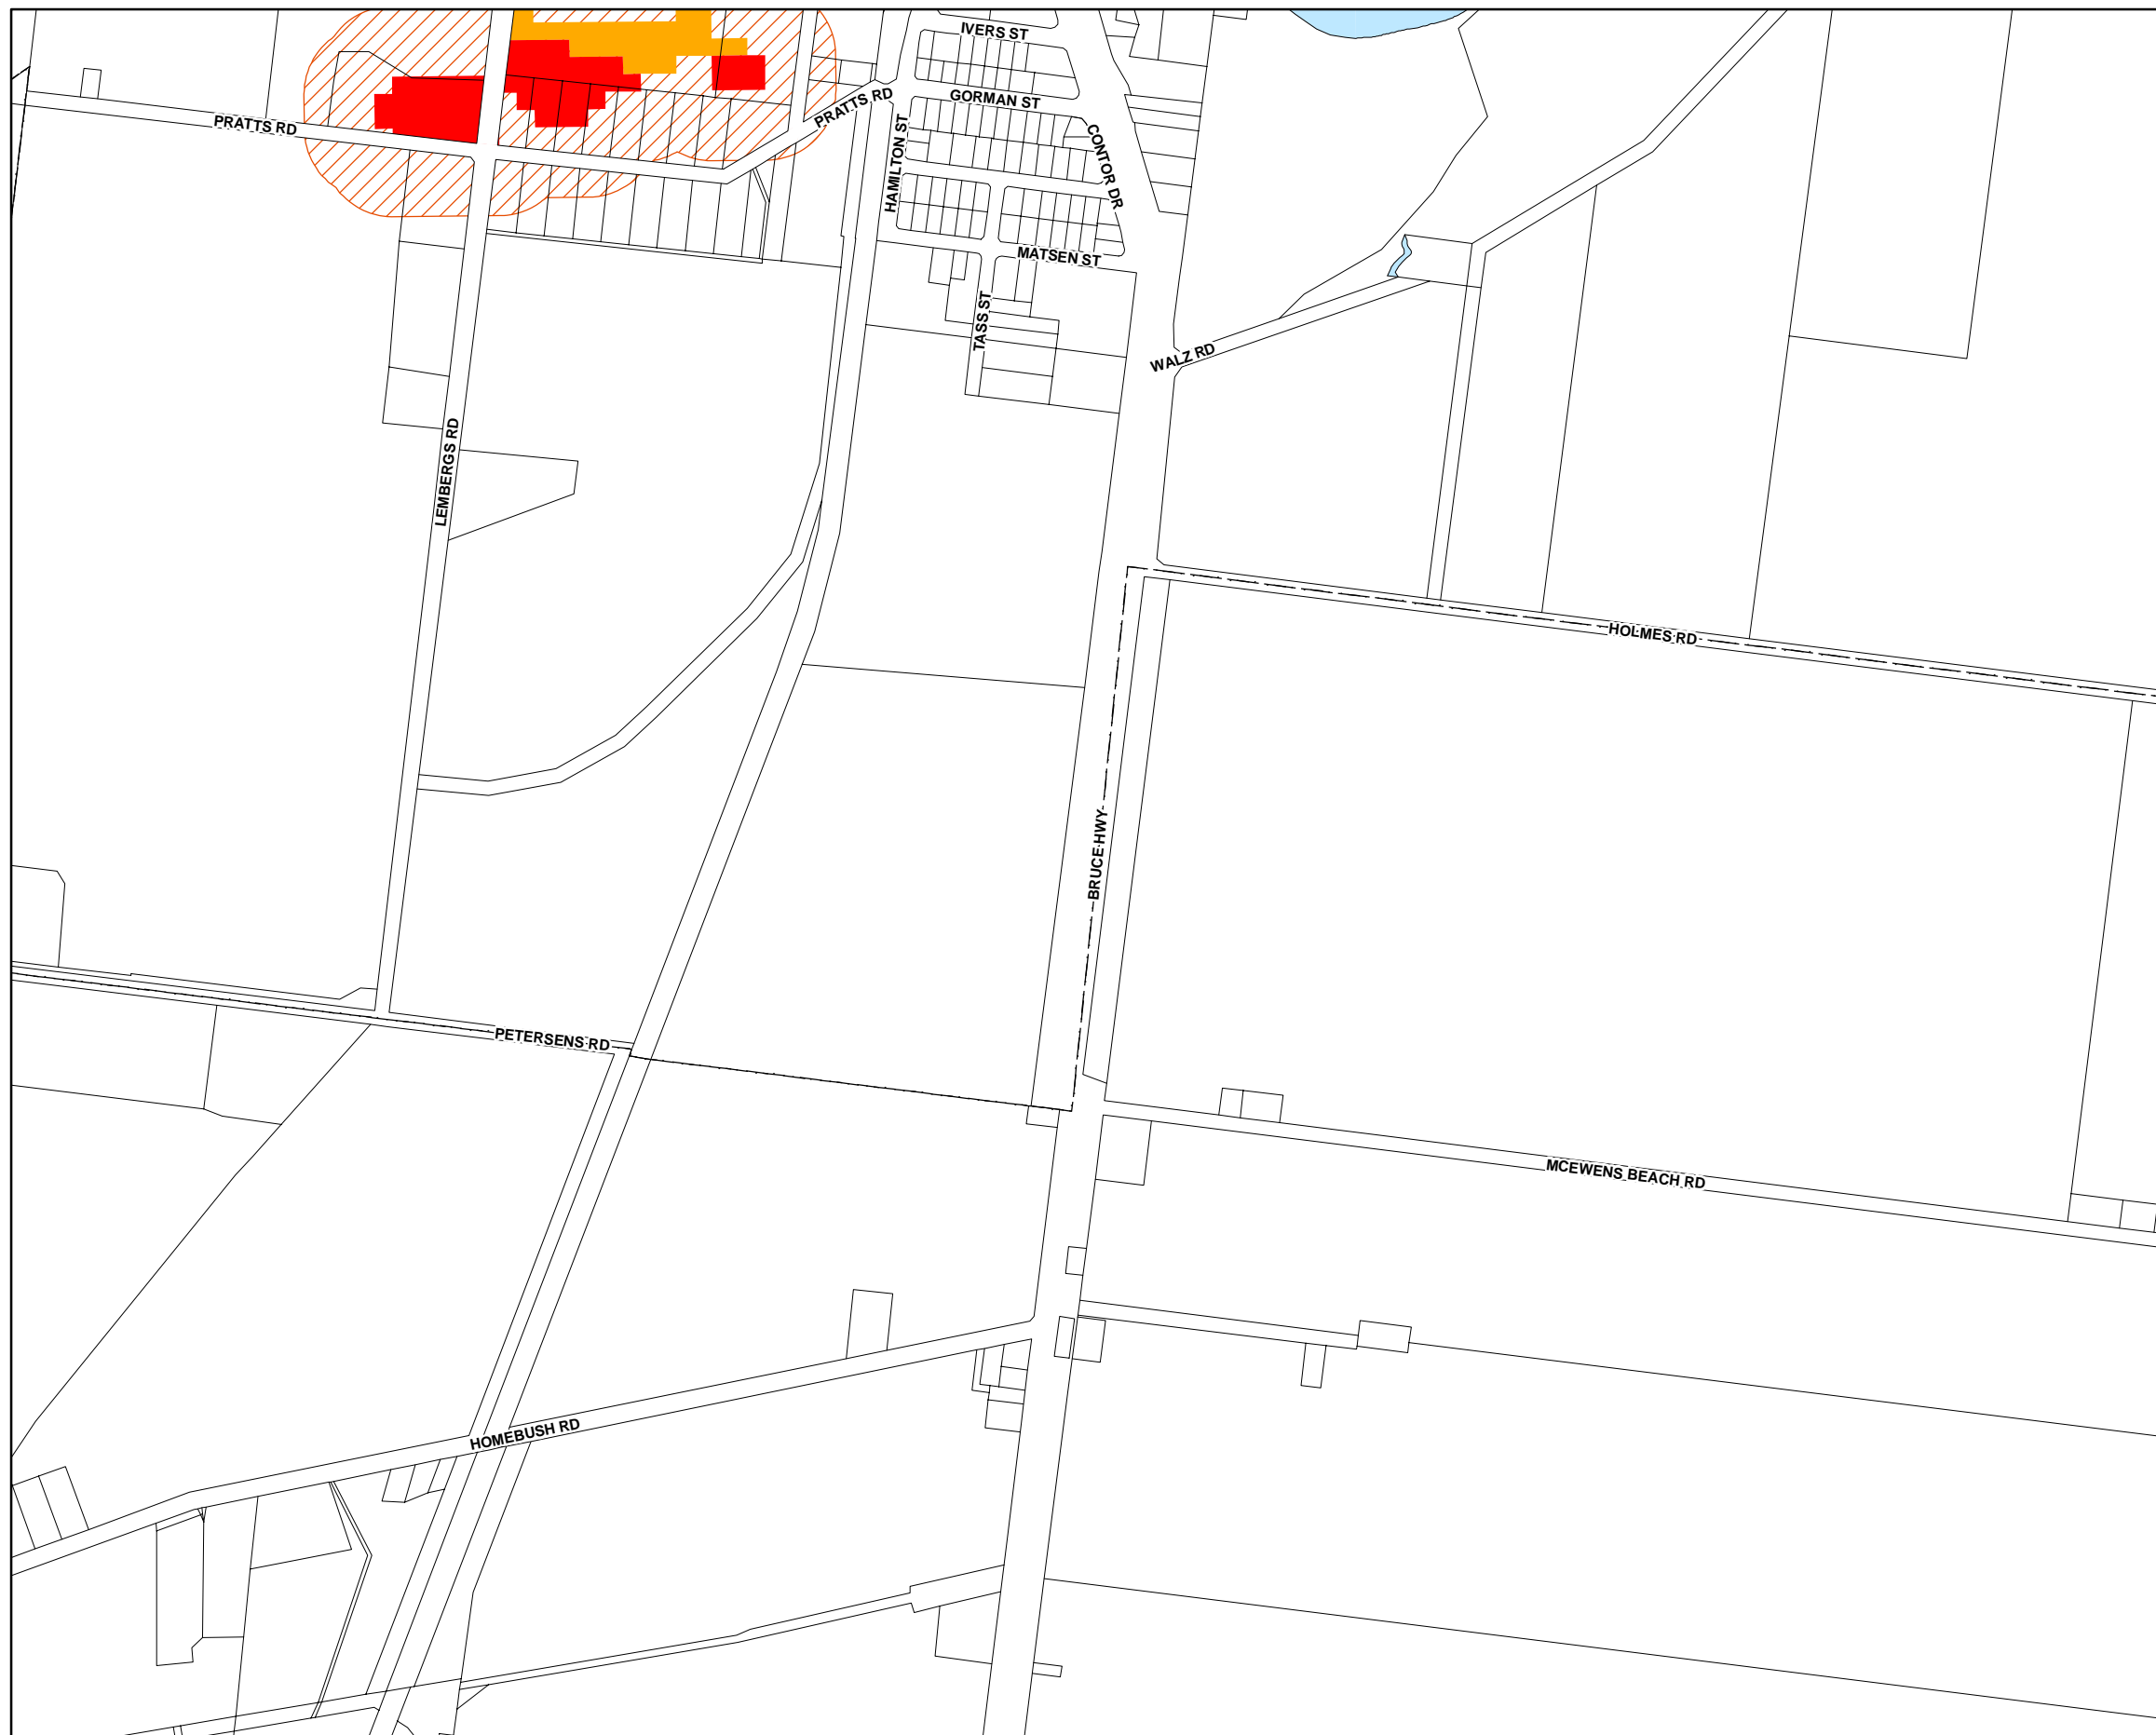 IVERS ST
GORMAN ST
PRATTS RD
PRATTS RD
HAMILTON ST
CONTOR DR
MATSEN ST
TASS ST
WALZ RD
LEMBERGS RD
HOLMES RD
BRUCE HWY
PETERSENS RD
MCEWENS BEACH RD
HOMEBUSH RD